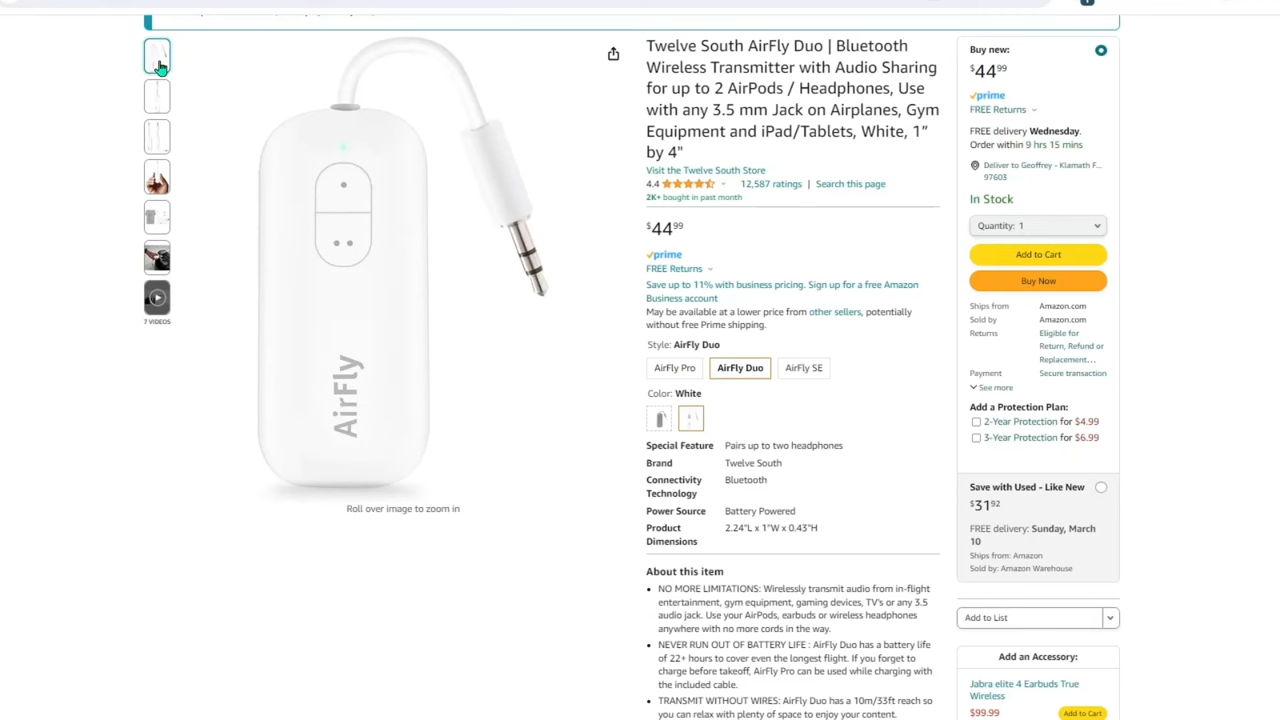 7 VIDEOS
AirFly
Roll over image to zoom in
Twelve South AirFly Duo | Bluetooth
Wireless Transmitter with Audio Sharing
for up to 2 AirPods / Headphones, Use
with any 3.5 mm Jack on Airplanes, Gym
Equipment and iPad/Tablets, White, 1”
by 4"
Visit the Twelve South Store
4.4 12,587 ratings | Search this page
2K+ bought in past month
$44 99
prime
FREE Returns
Save up to 11% with business pricing. Sign up for a free Amazon
Business account
May be available at a lower price from other sellers, potentially
without free Prime shipping.
Style: AirFly Duo
AirFly Pro AirFly Duo AirFly SE
Color: White
Special Feature Pairs up to two headphones
Brand Twelve South
Connectivity Bluetooth
Technology
Power Source Battery Powered
Product 2.24"L x 1"W x 0.43"H
Dimensions
About this item
NO MORE LIMITATIONS: Wirelessly transmit audio from in-flight
entertainment, gym equipment, gaming devices, TV's or any 3.5
audio jack. Use your AirPods, earbuds or wireless headphones
anywhere with no more cords in the way.
NEVER RUN OUT OF BATTERY LIFE : AirFly Duo has a battery life
of 22+ hours to cover even the longest flight. If you forget to
charge before takeoff, AirFly Pro can be used while charging with
the included cable.
TRANSMIT WITHOUT WIRES: AirFly Duo has a 10m/33ft reach so
you can relax with plenty of space to enjoy your content.
Buy new:
$44 99
prime
FREE Returns
FREE delivery Wednesday.
Order within 9 hrs 15 mins
Deliver to Geoffrey - Klamath F...
97603
In Stock
Quantity: 1
Add to Cart
Buy Now
Ships from Amazon.com
Sold by Amazon.com
Returns Eligible for
Return, Refund or
Replacement...
Payment Secure transaction
See more
Add a Protection Plan:
2-Year Protection for $4.99
3-Year Protection for $6.99
Save with Used - Like New
$31 92
FREE delivery: Sunday, March
10
Ships from: Amazon
Sold by: Amazon Warehouse
Add to List
Add an Accessory:
Jabra elite 4 Earbuds True
Wireless
$99.99 Add to Cart